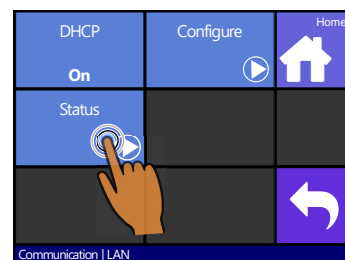 DHCP
On
Configure
Home
Status
Communication | LAN